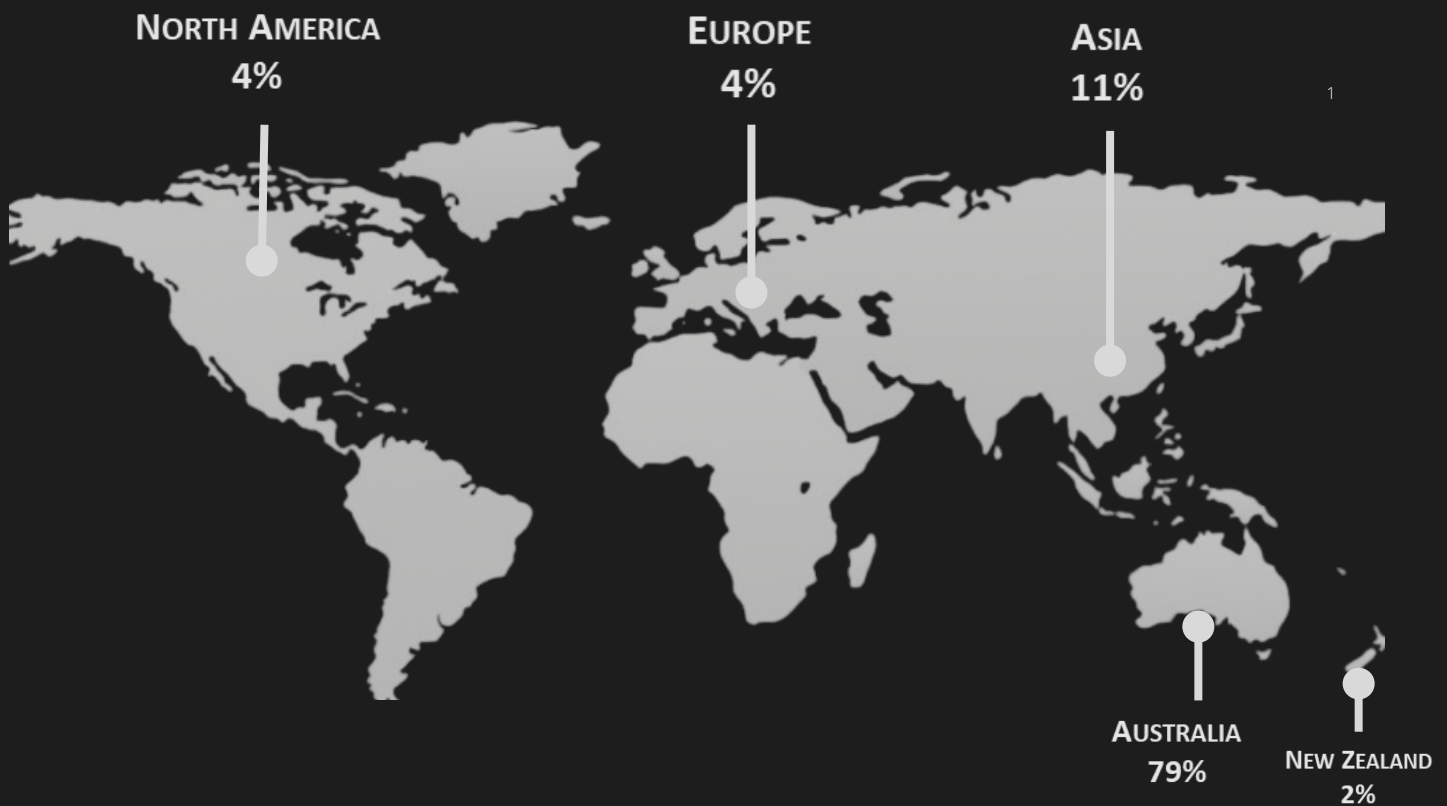 North America
4%
Europe
4%
Asia
11%
1
Australia
79%
New Zealand
2%